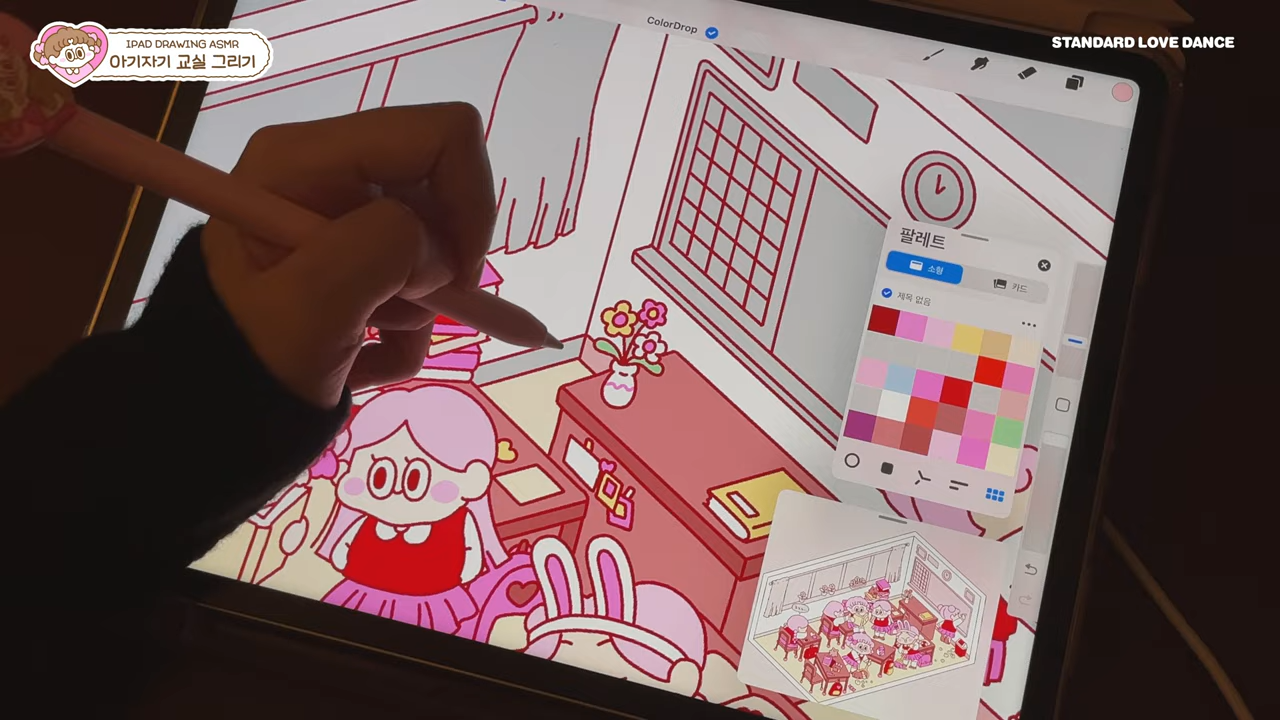 IPAD DRAWING ASMR
아기자기 교실 그리기
ColorDrop
STANDARD LOVE DANCE
팔레트
소형
카드
제목 없음